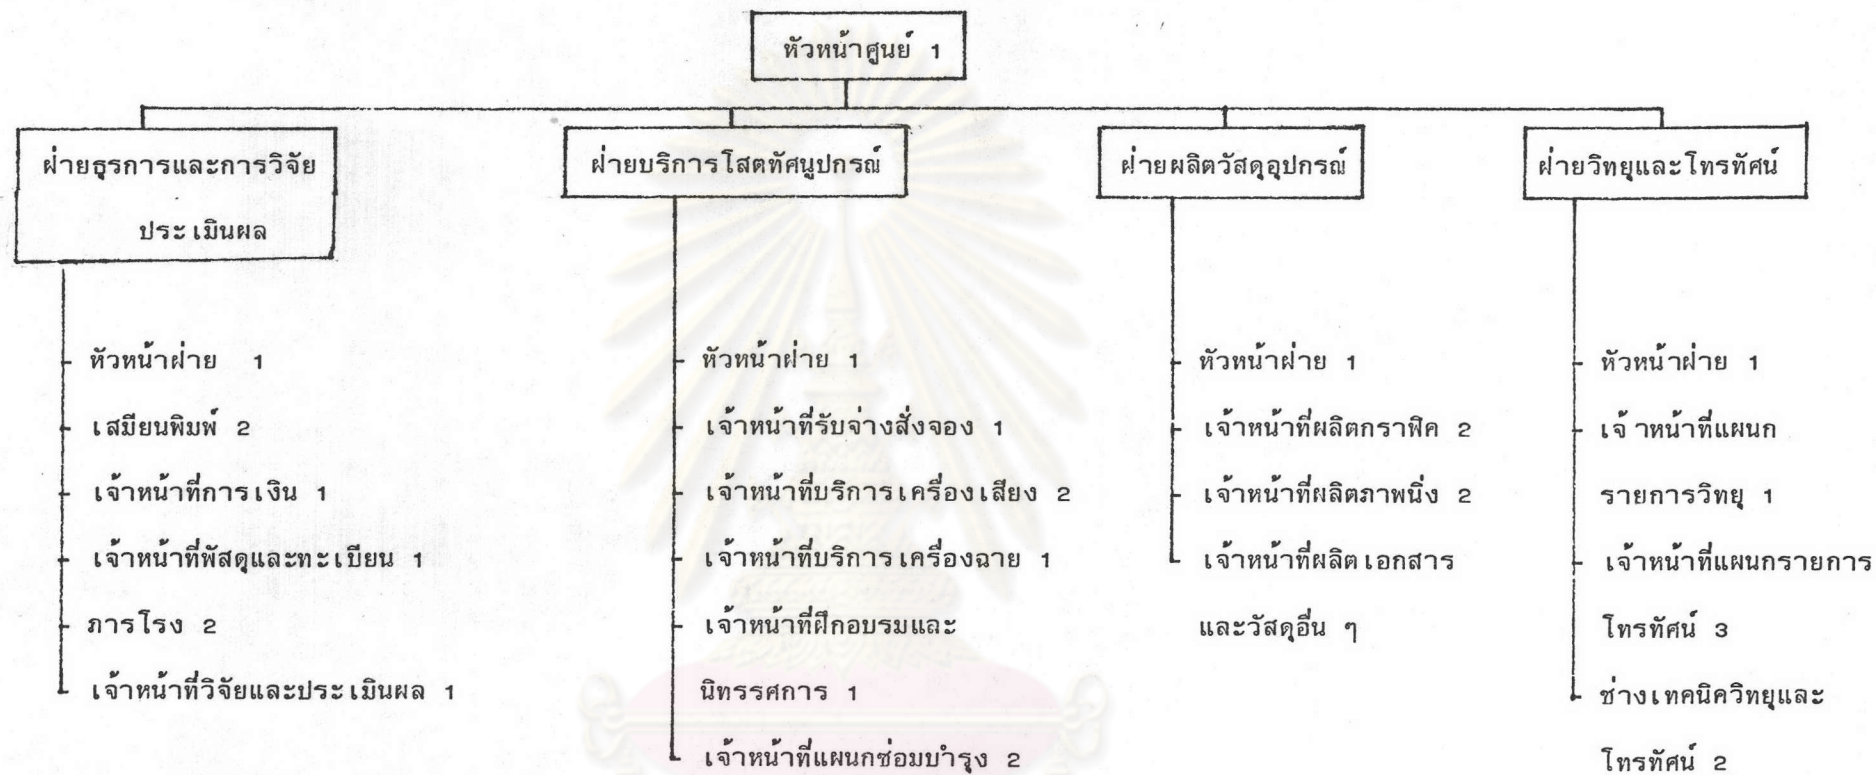 หัวหน้าศูนย์ 1
ฝ่ายธุรการและการวิจัย
ประเมินผล
หัวหน้าฝ่าย 1
เสมียนพิมพ์ 2
เจ้าหน้าที่การเงิน 1
เจ้าหน้าที่พัสดุและทะเบียน 1
ภารโรง 2
เจ้าหน้าที่วิจัยและประเมินผล 1
ฝ่ายบริการโสตทัศนูปกรณ์
หัวหน้าฝ่าย 1
เจ้าหน้าที่รับจ่างสั่งจอง 1
เจ้าหน้าที่บริการเครื่องเสียง 2
เจ้าหน้าที่บริการเครื่องฉาย 1
เจ้าหน้าที่ฝึกอบรมและ
นิทรรศการ 1
เจ้าหน้าที่แผนกซ่อมบำรุง 2
ฝ่ายผลิตวัสดุอุปกรณ์
หัวหน้าฝ่าย 1
เจ้าหน้าที่ผลิตกราฟิค 2
เจ้าหน้าที่ผลิตภาพนิ่ง 2
เจ้าหน้าที่ผลิตเอกสาร
และวัสดุอื่น ๆ
ฝ่ายวิทยุและโทรทัศน์
หัวหน้าฝ่าย 1
เจ้าหน้าที่แผนก
รายการวิทยุ 1
เจ้าหน้าที่แผนกรายการ
โทรทัศน์ 3
ช่างเทคนิควิทยุและ
โทรทัศน์ 2